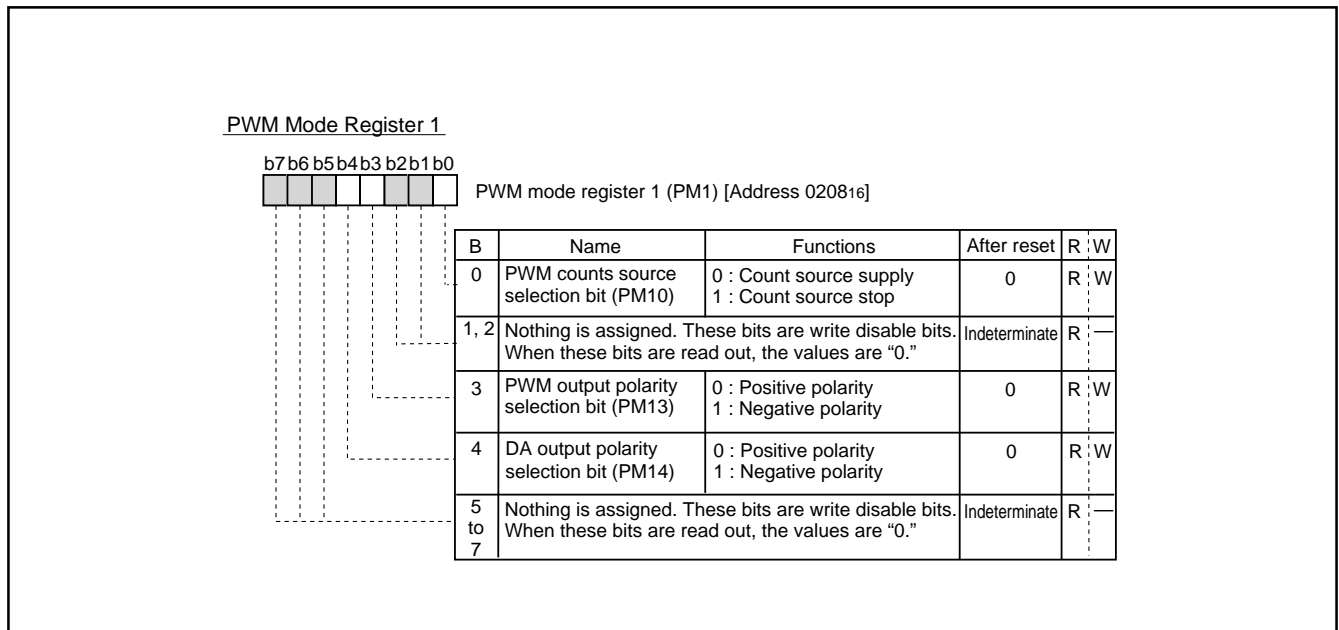 PWM Mode Register 1
b7 b6 b5 b4 b3 b2 b1 b0
PWM mode register 1 (PM1) [Address 020816]
B Name Functions After reset R W
0 PWM counts source selection bit (PM10) 0 : Count source supply 1 : Count source stop 0 R W
1, 2 Nothing is assigned. These bits are write disable bits. When these bits are read out, the values are “0.” Indeterminate R —
3 PWM output polarity selection bit (PM13) 0 : Positive polarity 1 : Negative polarity 0 R W
4 DA output polarity selection bit (PM14) 0 : Positive polarity 1 : Negative polarity 0 R W
5 to 7 Nothing is assigned. These bits are write disable bits. When these bits are read out, the values are “0.” Indeterminate R —